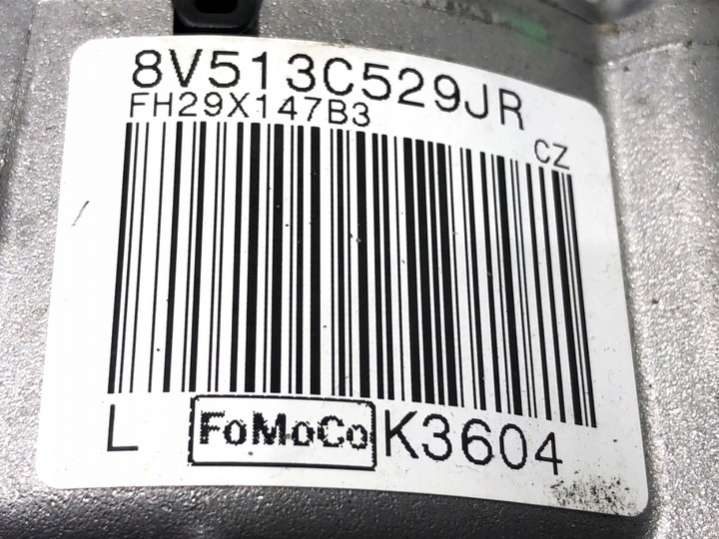 8V513C529JR
FH29X147B3
CZ
L FoMoCo K3604